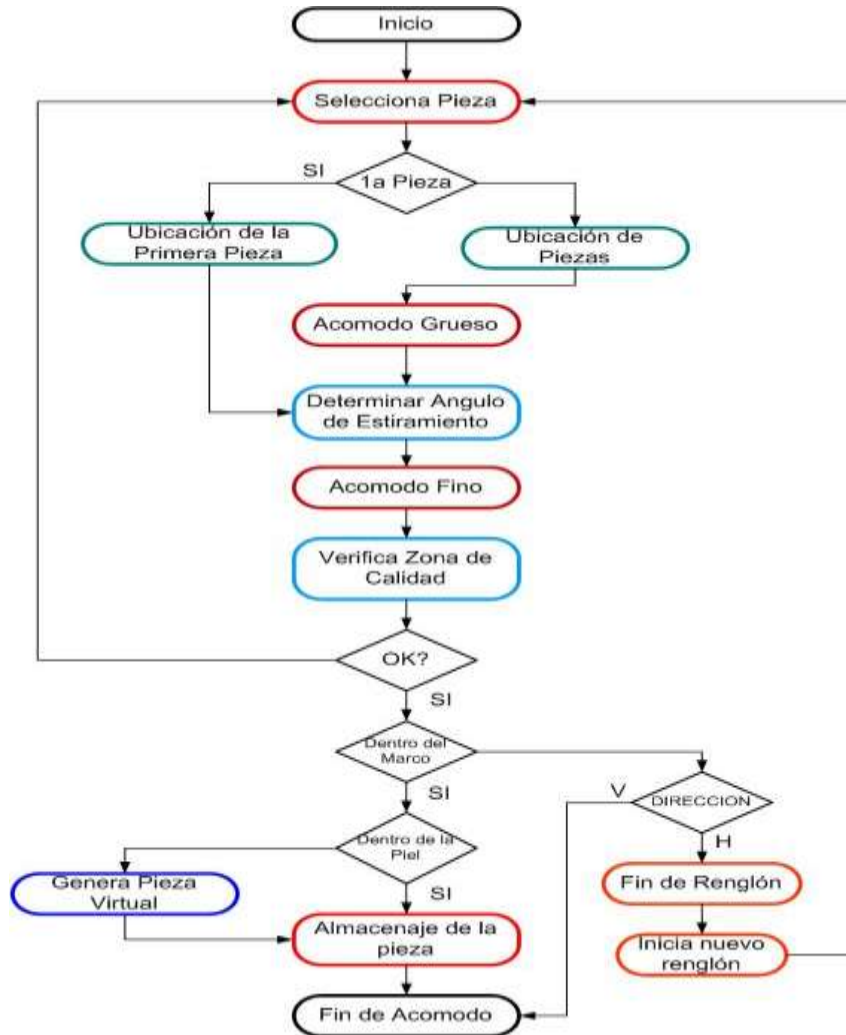 Inicio
Selecciona Pieza
SI
1a Pieza
Ubicación de la
Primera Pieza
Ubicación de
Piezas
Acomodo Grueso
Determinar Angulo
de Estiramiento
Acomodo Fino
Verifica Zona de
Calidad
OK?
SI
Dentro del
Marco
SI
V
DIRECCION
H
Dentro de la
Piel
SI
Genera Pieza
Virtual
Fin de Renglón
Almacenaje de la
pieza
Inicia nuevo
renglón
Fin de Acomodo